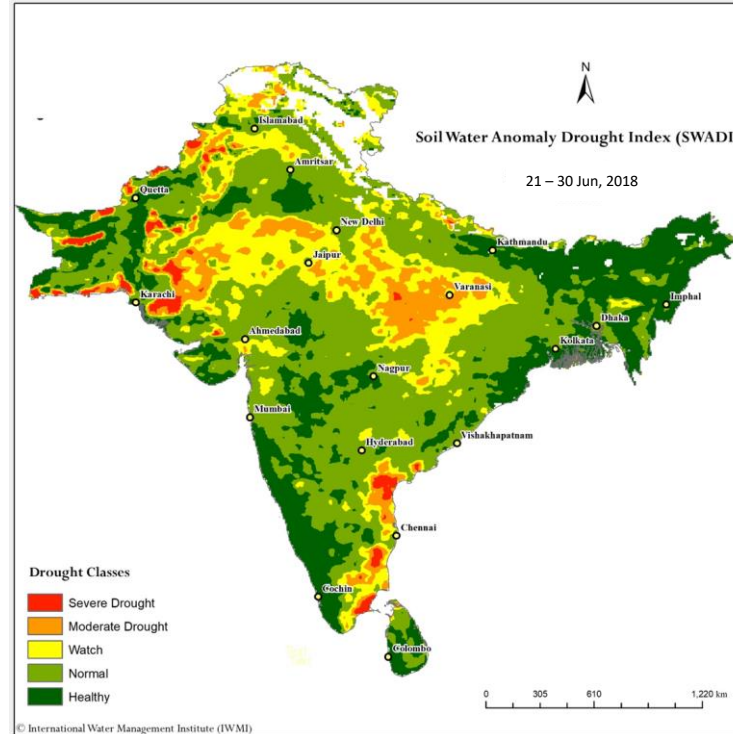 N
Soil Water Anomaly Drought Index (SWADI
21 – 30 Jun, 2018
Islamabad
Amritsar
Quetta
New Delhi
Kathmandu
Jaipur
Varanasi
Karachi
Imphal
Dhaka
Ahmedabad
Kolkata
Nagpur
Mumbai
Hyderabad
Vishakhapatnam
Chennai
Cochin
Colombo
Drought Classes
Severe Drought
Moderate Drought
Watch
Normal
Healthy
0 305 610 1,220 km
© International Water Management Institute (IWMI)